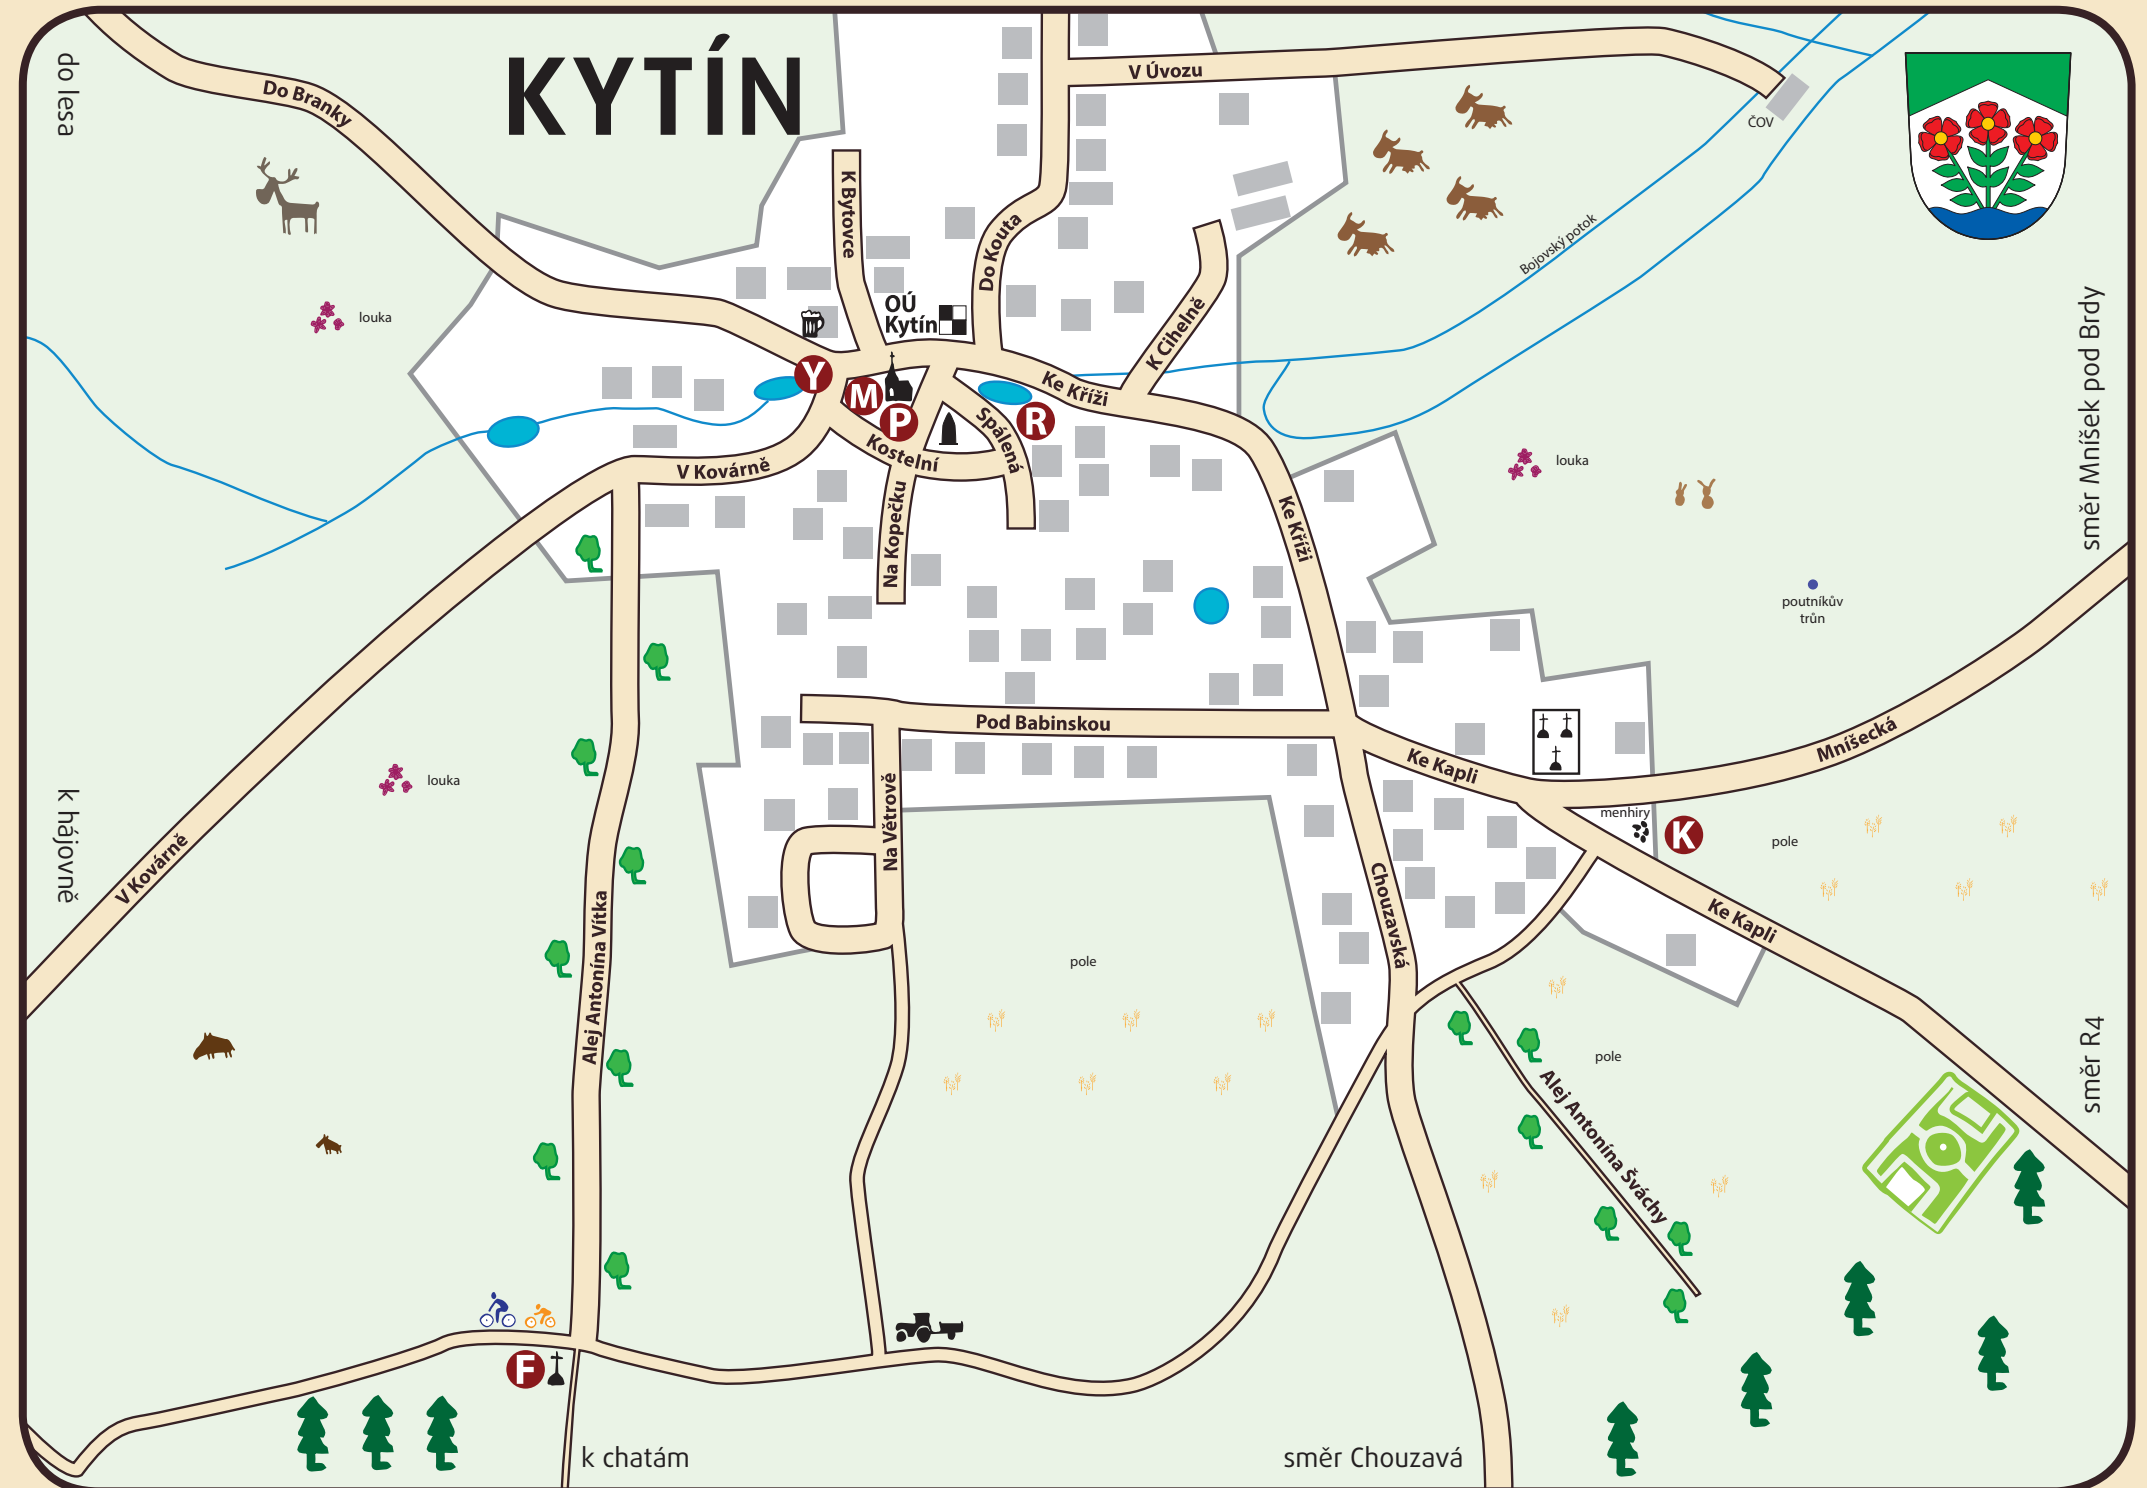 KYTÍN
do lesa
Do Branky
V Úvozu
ČOV
K Bytovce
Do Kouta
Bojovský potok
OÚ
Kytín
louka
K Cihelně
směr Mníšek pod Brdy
Y
M
P
R
Ke Kříži
Spálená
Kostelní
V Kovárně
louka
Na Kopečku
Ke Kříži
poutníkův
trůn
Pod Babinskou
Ke Kapli
Mníšecká
louka
k hájovně
V Kovárně
Na Větrově
menhiry
K
pole
Chouzavská
Ke Kapli
Alej Antonína Vítka
pole
pole
směr R4
Alej Antonína Šváchy
F
k chatám
směr Chouzavá